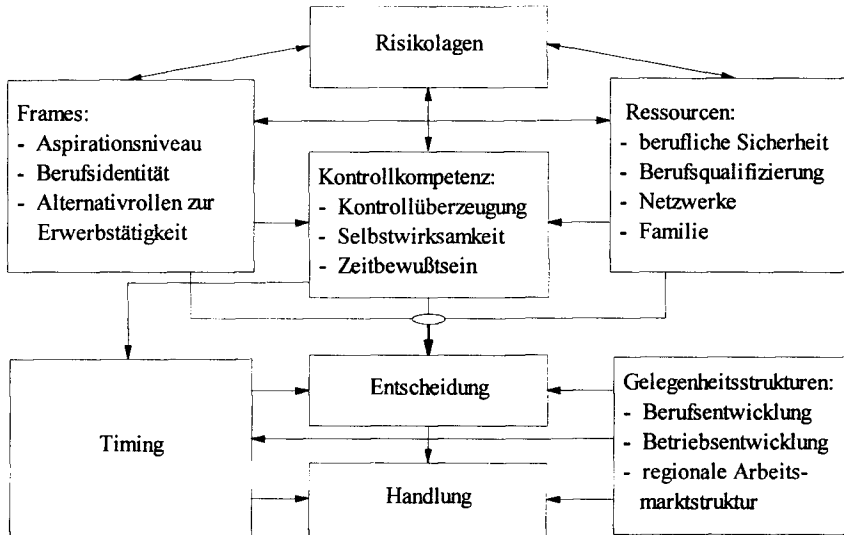 Risikolagen
Frames:
- Aspirationsniveau
- Berufsidentität
- Alternativrollen zur
Erwerbstätigkeit
Ressourcen:
- berufliche Sicherheit
- Berufsqualifizierung
- Netzwerke
- Familie
Kontrollkompetenz:
- Kontrollüberzeugung
- Selbstwirksamkeit
- Zeitbewußtsein
Timing
Entscheidung
Handlung
Gelegenheitsstrukturen:
- Berufsentwicklung
- Betriebsentwicklung
- regionale Arbeits-
marktstruktur